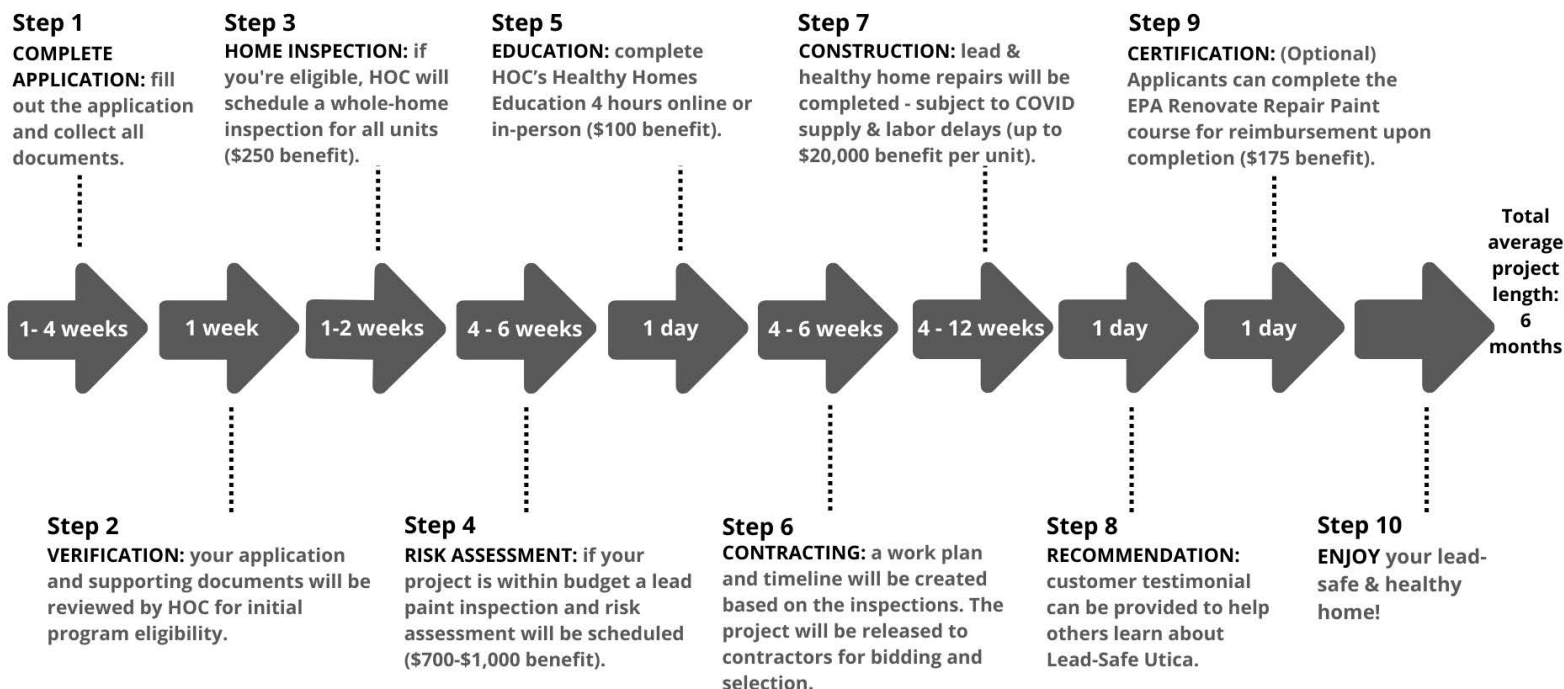 Step 1
COMPLETE
APPLICATION: fill
out the application
and collect all
documents.
Step 3
HOME INSPECTION: if
you're eligible, HOC will
schedule a whole-home
inspection for all units
($250 benefit).
Step 5
EDUCATION: complete
HOC’s Healthy Homes
Education 4 hours online or
in-person ($100 benefit).
Step 7
CONSTRUCTION: lead &
healthy home repairs will be
completed - subject to COVID
supply & labor delays (up to
$20,000 benefit per unit).
Step 9
CERTIFICATION: (Optional)
Applicants can complete the
EPA Renovate Repair Paint
course for reimbursement upon
completion ($175 benefit).
1- 4 weeks
1 week
1-2 weeks
4 - 6 weeks
1 day
4 - 6 weeks
4 - 12 weeks
1 day
1 day
Total
average
project
length:
6
months
Step 2
VERIFICATION: your application
and supporting documents will be
reviewed by HOC for initial
program eligibility.
Step 4
RISK ASSESSMENT: if your
project is within budget a lead
paint inspection and risk
assessment will be scheduled
($700-$1,000 benefit).
Step 6
CONTRACTING: a work plan
and timeline will be created
based on the inspections. The
project will be released to
contractors for bidding and
selection.
Step 8
RECOMMENDATION:
customer testimonial
can be provided to help
others learn about
Lead-Safe Utica.
Step 10
ENJOY your lead-
safe & healthy
home!